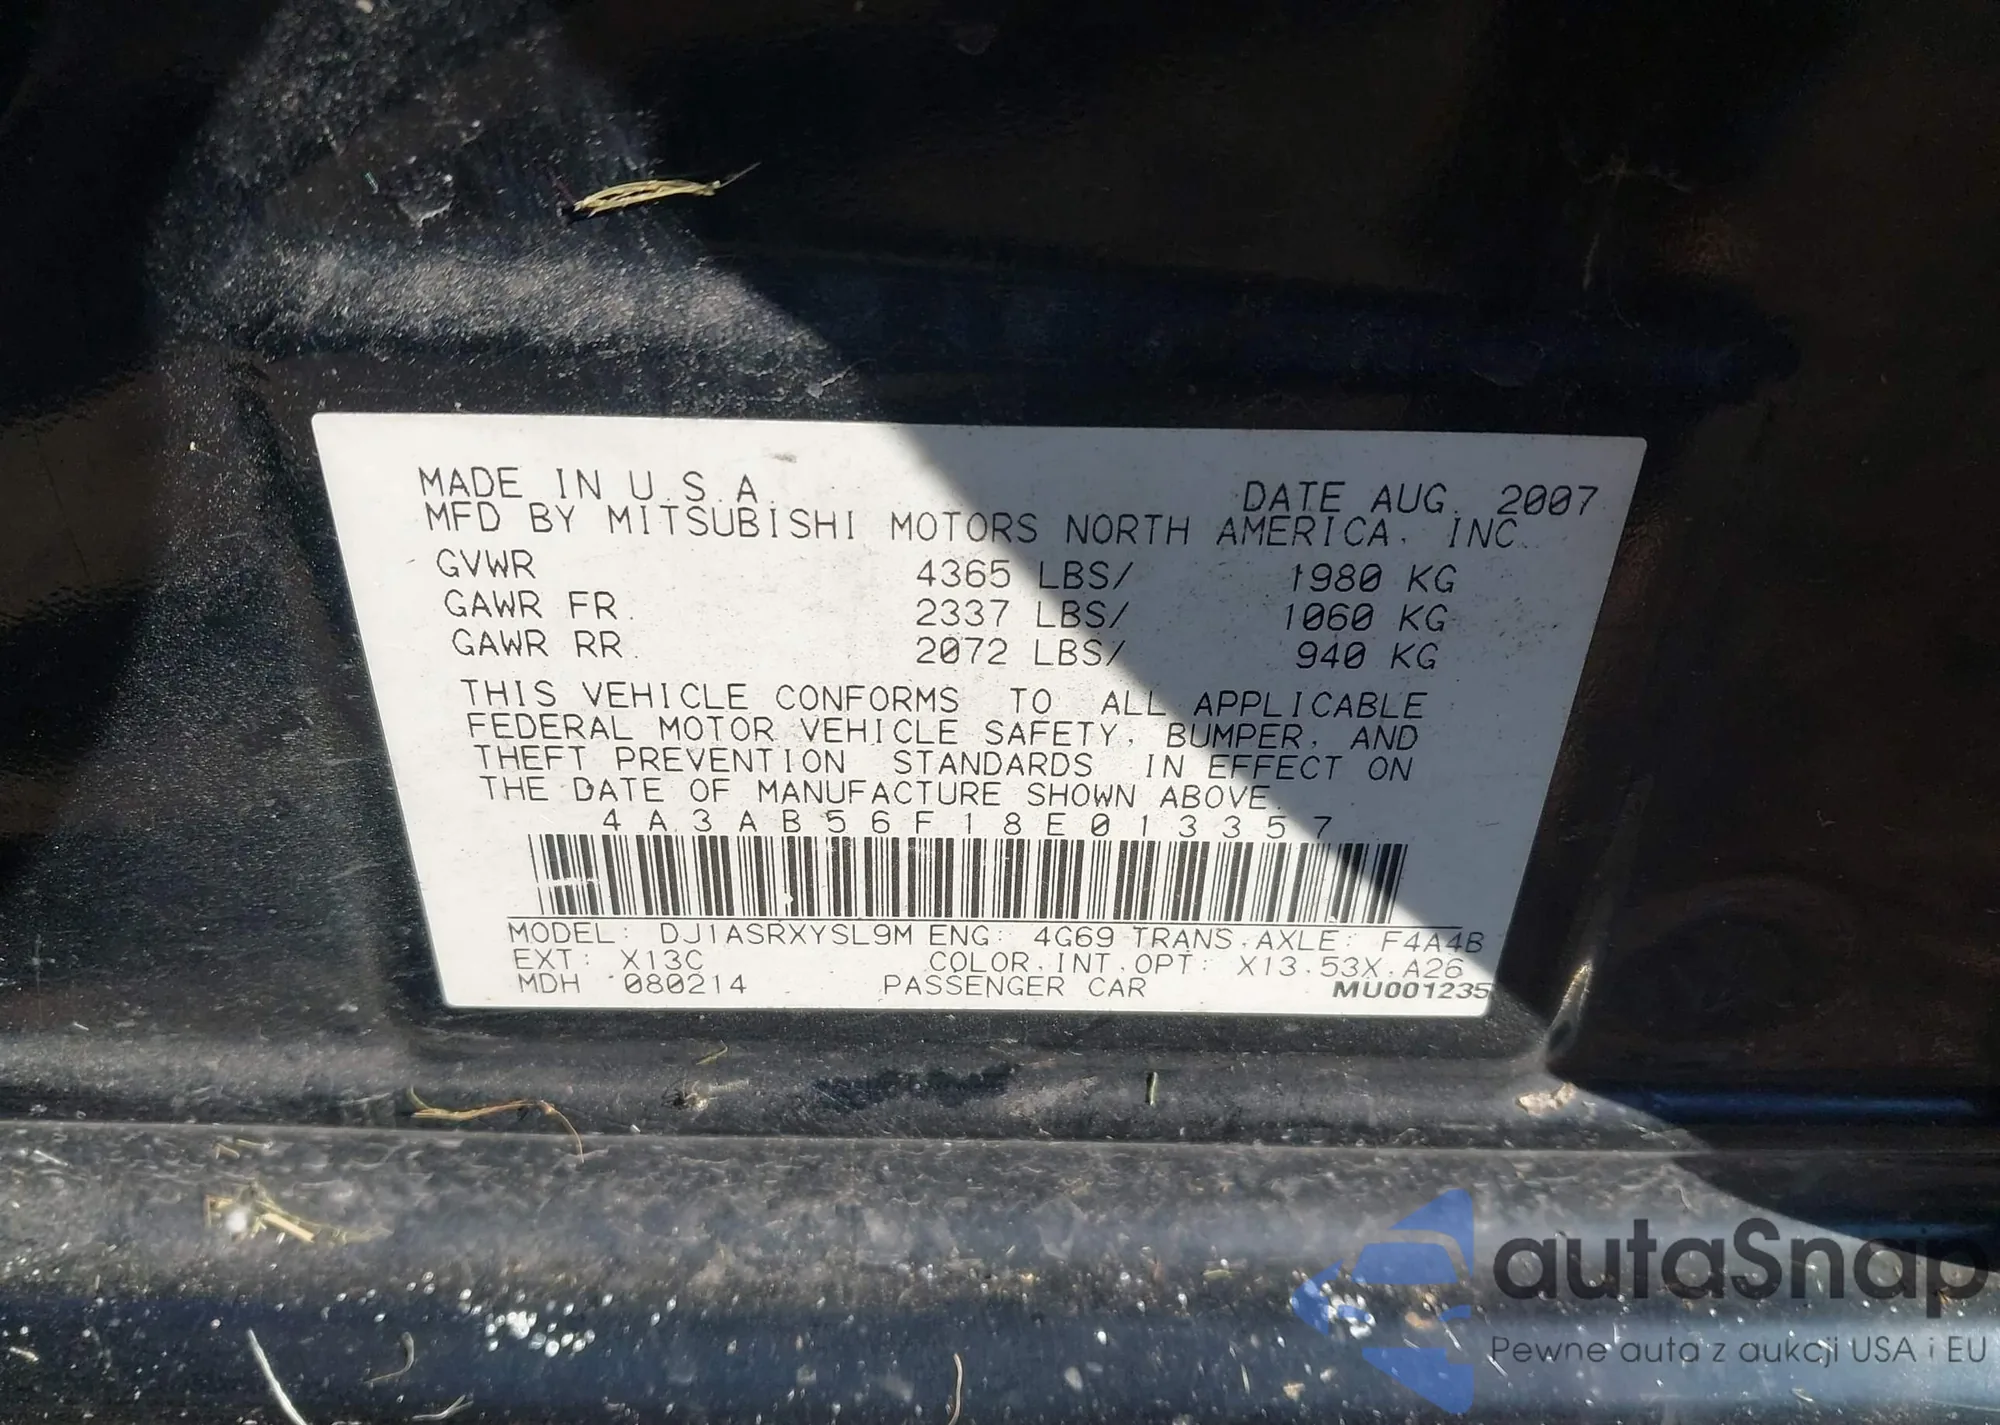 MADE IN U.S.A. DATE AUG. 2007
MFD BY MITSUBISHI MOTORS NORTH AMERICA, INC.
GVWR 4365 LBS/ 1980 KG
GAWR FR. 2337 LBS/ 1060 KG
GAWR RR 2072 LBS/ 940 KG
THIS VEHICLE CONFORMS TO ALL APPLICABLE
FEDERAL MOTOR VEHICLE SAFETY, BUMPER, AND
THEFT PREVENTION STANDARDS IN EFFECT ON
THE DATE OF MANUFACTURE SHOWN ABOVE.
4A3AB56F18E013357
MODEL: DJ1ASRXYSL9M ENG: 4G69 TRANS.AXLE: F4A4B
EXT: X13C COLOR.INT.OPT: X13.53X.A26
MDH 080214 PASSENGER CAR MU001235
autaSnap
Pewne auta z aukcji USA i EU